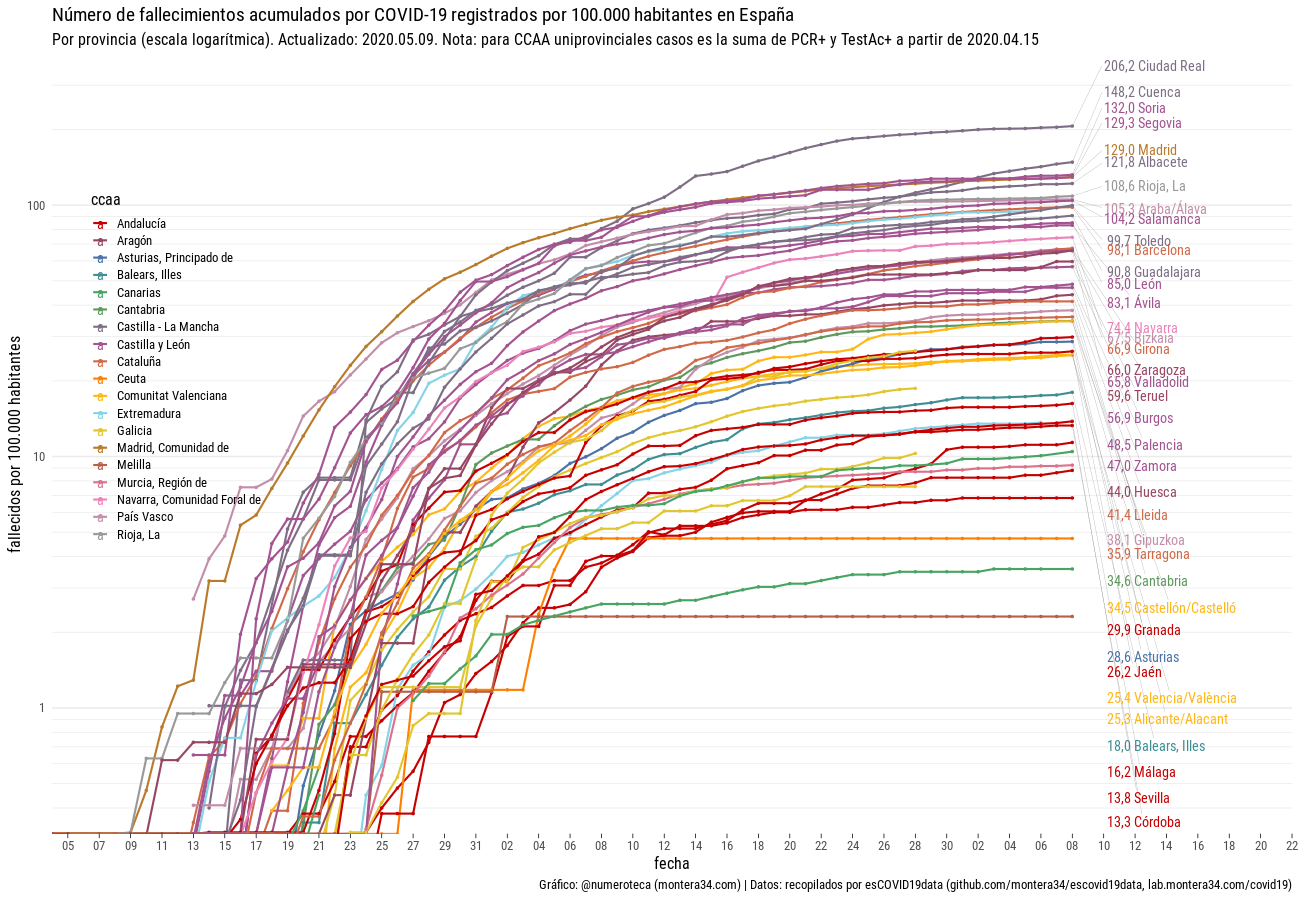 Número de fallecimientos acumulados por COVID-19 registrados por 100.000 habitantes en España
Por provincia (escala logarítmica). Actualizado: 2020.05.09. Nota: para CCAA uniprovinciales casos es la suma de PCR+ y TestAc+ a partir de 2020.04.15
fallecidos por 100.000 habitantes
100
10
1
ccaa
Andalucía
Aragón
Asturias, Principado de
Balears, Illes
Canarias
Cantabria
Castilla - La Mancha
Castilla y León
Cataluña
Ceuta
Comunitat Valenciana
Extremadura
Galicia
Madrid, Comunidad de
Melilla
Murcia, Región de
Navarra, Comunidad Foral de
País Vasco
Rioja, La
206,2 Ciudad Real
148,2 Cuenca
132,0 Soria
129,3 Segovia
129,0 Madrid
121,8 Albacete
108,6 Rioja, La
105,3 Araba/Álava
104,2 Salamanca
99,7 Toledo
98,1 Barcelona
90,8 Guadalajara
85,0 León
83,1 Ávila
74,4 Navarra
67,5 Bizkaia
66,9 Girona
66,0 Zaragoza
65,8 Valladolid
59,6 Teruel
56,9 Burgos
48,5 Palencia
47,0 Zamora
44,0 Huesca
41,4 Lleida
38,1 Gipuzkoa
35,9 Tarragona
34,6 Cantabria
34,5 Castellón/Castelló
29,9 Granada
28,6 Asturias
26,2 Jaén
25,4 Valencia/València
25,3 Alicante/Alacant
18,0 Balears, Illes
16,2 Málaga
13,8 Sevilla
13,3 Córdoba
05 07 09 11 13 15 17 19 21 23 25 27 29 31 02 04 06 08 10 12 14 16 18 20 22 24 26 28 30 02 04 06 08 10 12 14 16 18 20 22
fecha
Gráfico: @numeroteca (montera34.com) | Datos: recopilados por esCOVID19data (github.com/montera34/escovid19data, lab.montera34.com/covid19)